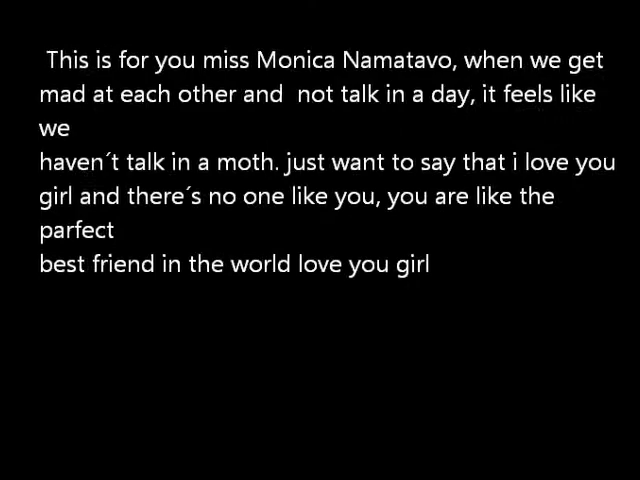 This is for you miss Monica Namatavo, when we get
mad at each other and  not talk in a day, it feels like
we
haven´t talk in a moth. just want to say that i love you
girl and there´s no one like you, you are like the
parfect
best friend in the world love you girl